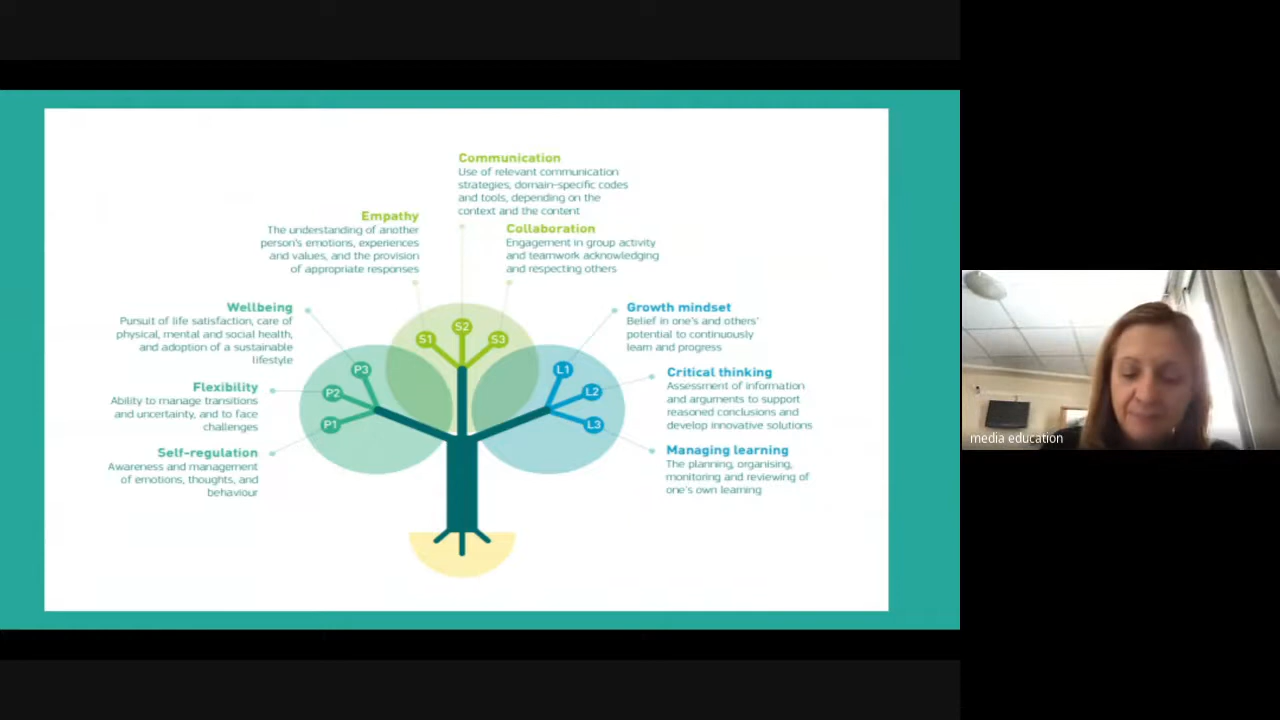 Communication
Use of relevant communication
strategies, domain-specific codes
and tools, depending on the
context and the content
Empathy
The understanding of another
person's emotions, experiences
and values, and the provision
of appropriate responses
Collaboration
Engagement in group activity
and teamwork acknowledging
and respecting others
Wellbeing
Pursuit of life satisfaction, care of
physical, mental and social health,
and adoption of a sustainable
lifestyle
Growth mindset
Belief in one's and others'
potential to continuously
learn and progress
Flexibility
Ability to manage transitions
and uncertainty, and to face
challenges
Critical thinking
Assessment of information
and arguments to support
reasoned conclusions and
develop innovative solutions
Self-regulation
Awareness and management
of emotions, thoughts, and
behaviour
Managing learning
The planning, organising,
monitoring and reviewing of
one's own learning
S1
S2
S3
P3
P2
P1
L1
L2
L3
media education